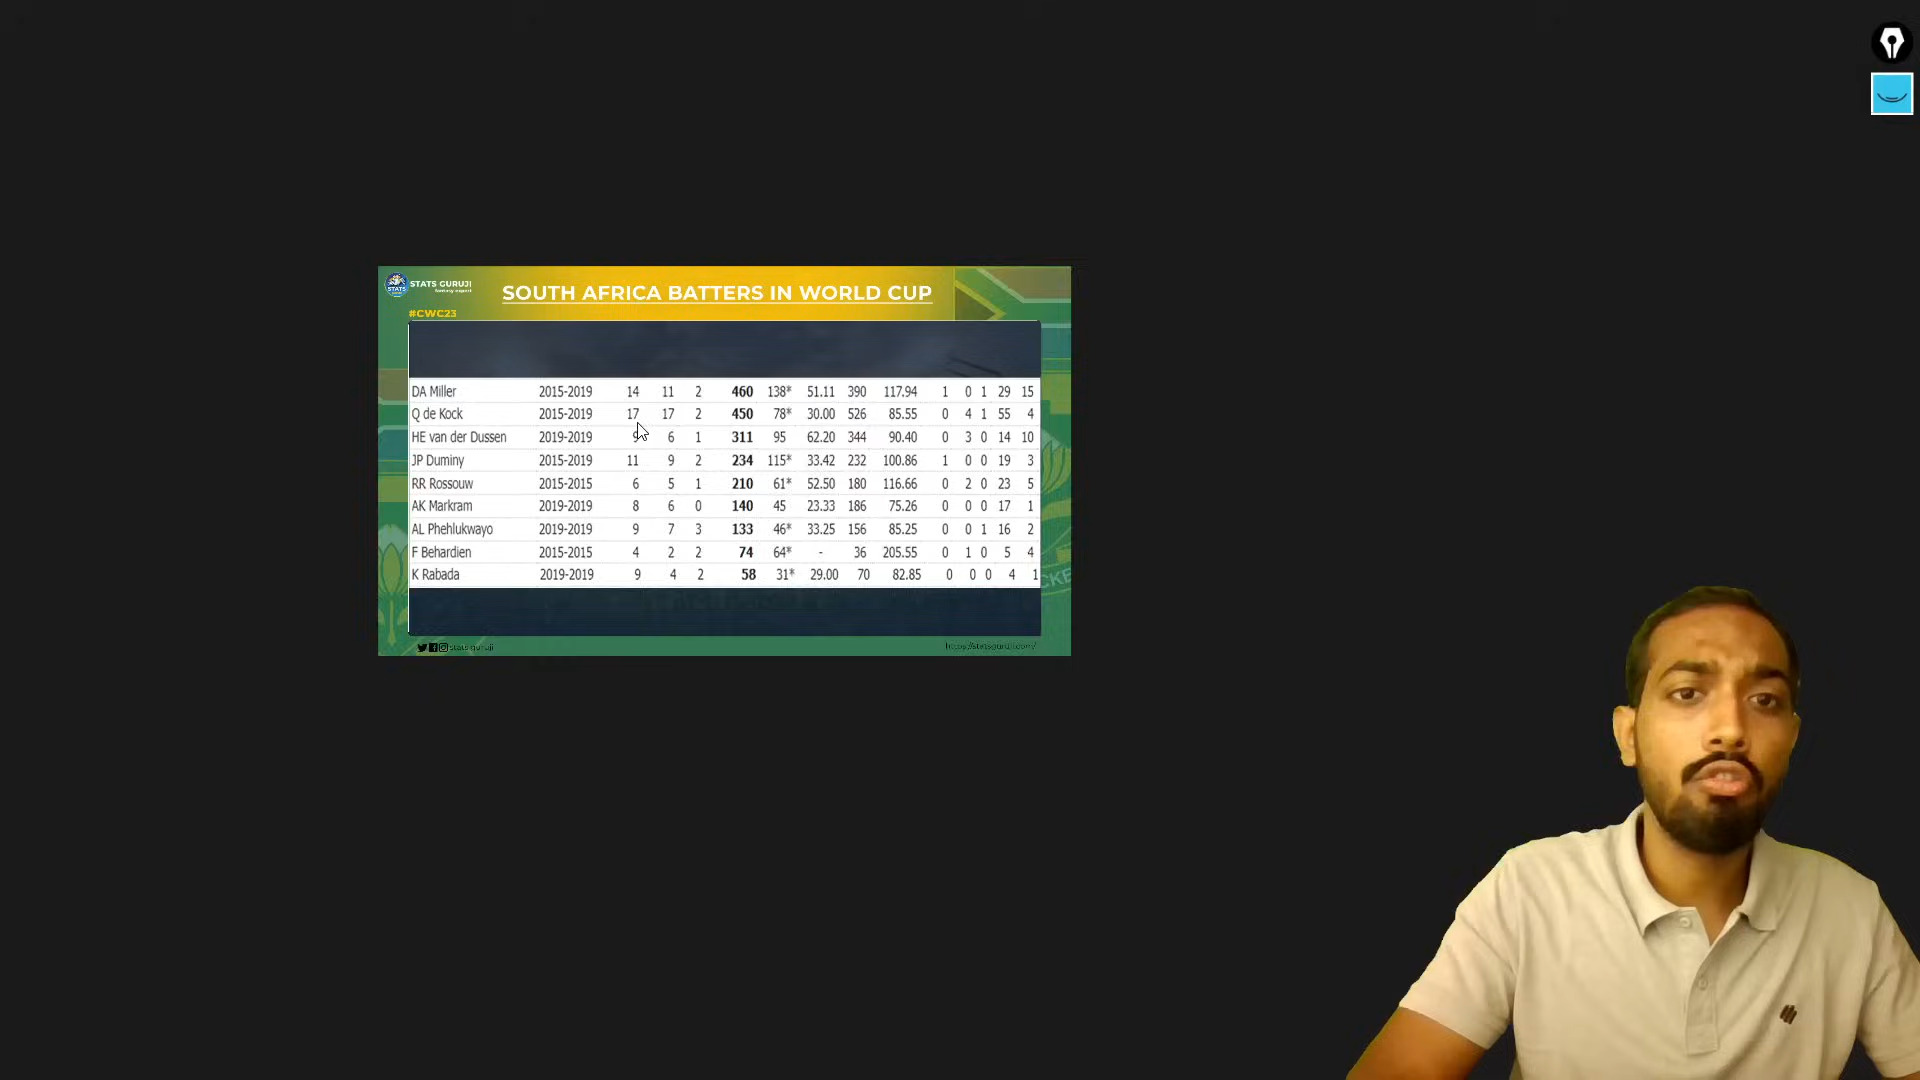 STATS GURUJI
fantasy expert
SOUTH AFRICA BATTERS IN WORLD CUP
#CWC23
DA Miller 2015-2019 14 11 2 460 138* 51.11 390 117.94 1 0 1 29 15
Q de Kock 2015-2019 17 17 2 450 78* 30.00 526 85.55 0 4 1 55 4
HE van der Dussen 2019-2019 9 6 1 311 95 62.20 344 90.40 0 3 0 14 10
JP Duminy 2015-2019 11 9 2 234 115* 33.42 232 100.86 1 0 0 19 3
RR Rossouw 2015-2015 6 5 1 210 61* 52.50 180 116.66 0 2 0 23 5
AK Markram 2019-2019 8 6 0 140 45 23.33 186 75.26 0 0 0 17 1
AL Phehlukwayo 2019-2019 9 7 3 133 46* 33.25 156 85.25 0 0 1 16 2
F Behardien 2015-2015 4 2 2 74 64* - 36 205.55 0 1 0 5 4
K Rabada 2019-2019 9 4 2 58 31* 29.00 70 82.85 0 0 0 4 1
stats guruji
https://statsguruji.com/